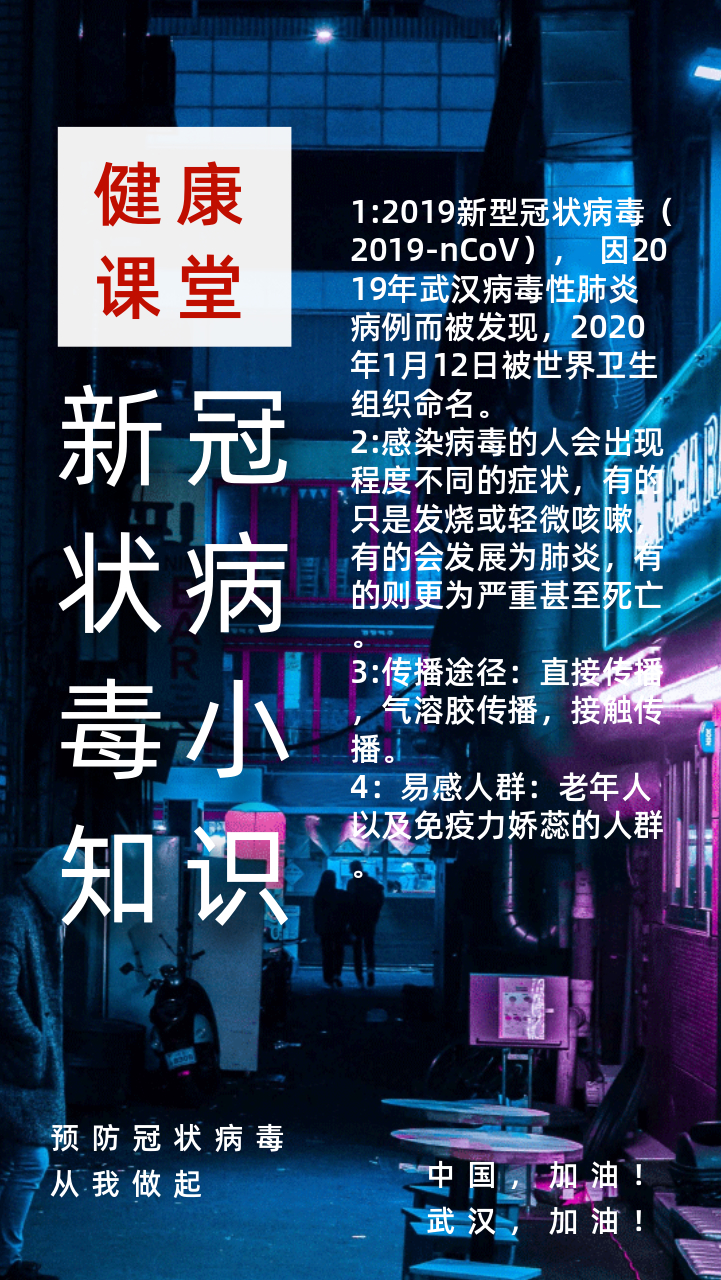 健康
课堂
新冠
状病
毒小
知识
1:2019新型冠状病毒（
2019-nCoV）， 因20
19年武汉病毒性肺炎
病例而被发现，2020
年1月12日被世界卫生
组织命名。
2:感染病毒的人会出现
程度不同的症状，有的
只是发烧或轻微咳嗽，
有的会发展为肺炎，有
的则更为严重甚至死亡
。
3:传播途径：直接传播
，气溶胶传播，接触传
播。
4：易感人群：老年人
以及免疫力娇蕊的人群
。
预防冠状病毒
从我做起
中国，加油！
武汉，加油！